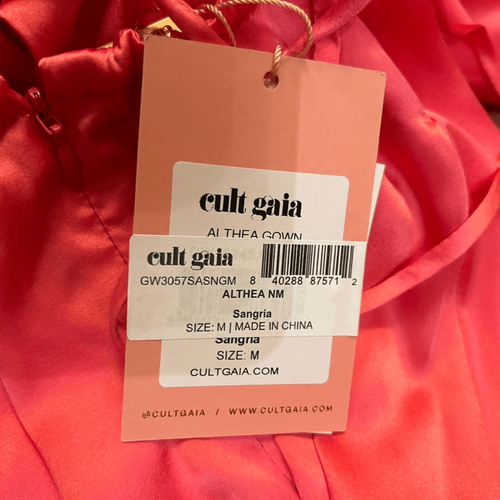 cult gaia
ALTHEA GOWN
cult gaia
GW3057SASNGM 8 40288 87571 2
ALTHEA NM
Sangria
SIZE: M | MADE IN CHINA
Sangria
SIZE: M
CULTGAIA.COM
@CULTGAIA / WWW.CULTGAIA.COM